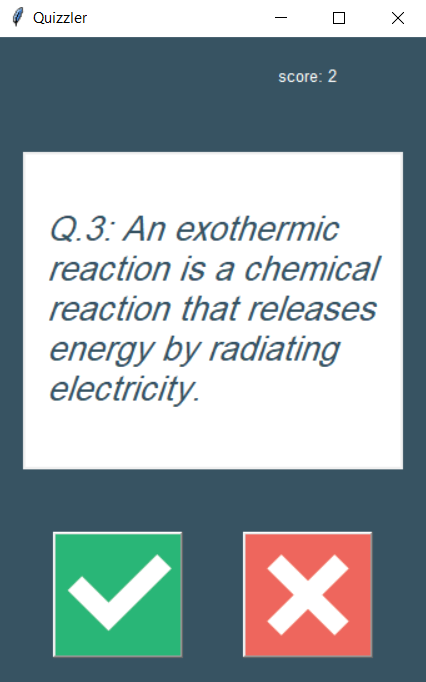 Quizzler
score: 2
Q.3: An exothermic
reaction is a chemical
reaction that releases
energy by radiating
electricity.